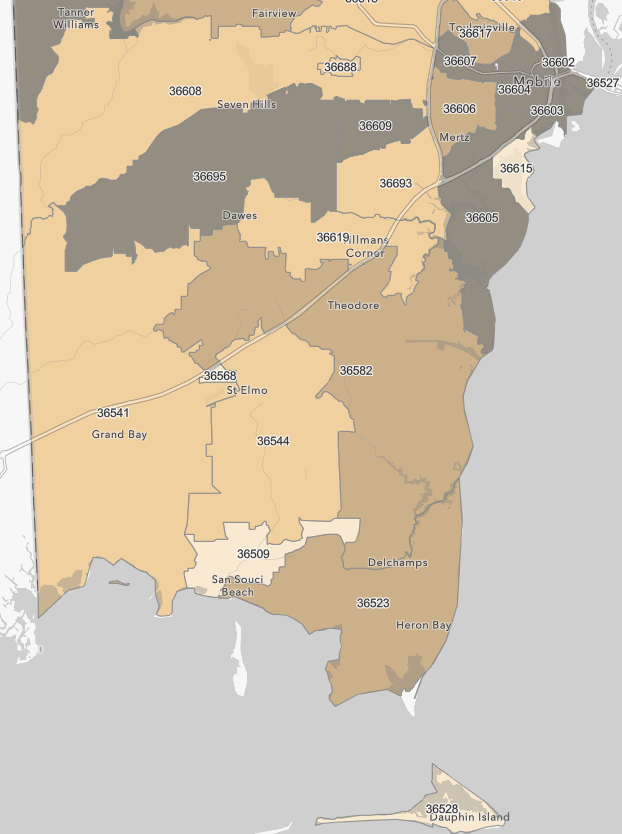 Tanner
Williams
Fairview
Toulminville
36617
36688
36607
36602
Mobile
36527
36608
36604
Seven Hills
36606
36603
36609
Mertz
36615
36695
36693
Dawes
36605
36619
Tillmans
Corner
Theodore
36582
36568
St Elmo
36541
Grand Bay
36544
36509
Delchamps
San Souci
Beach
36523
Heron Bay
36528
Dauphin Island